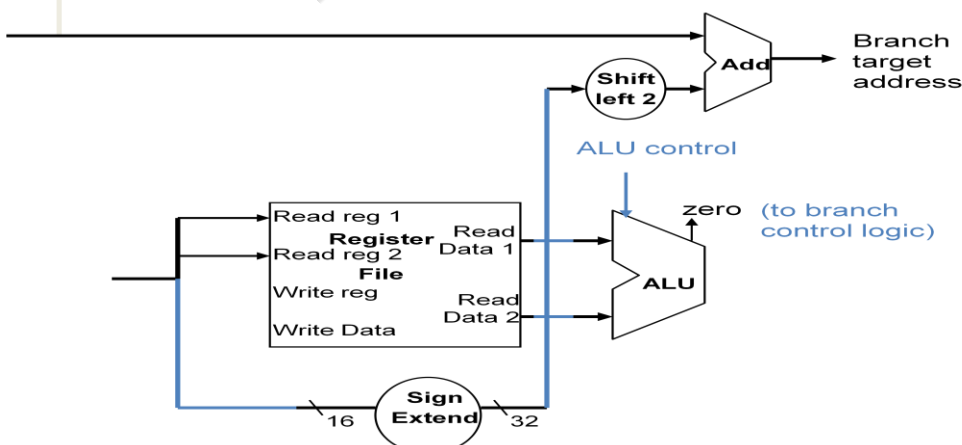 Branch
target
address
Add
Shift
left 2
ALU control
zero
(to branch
control logic)
Read reg 1
Register
Read
Data 1
Read reg 2
File
Write reg
Read
Data 2
Write Data
ALU
16
Sign
Extend
32